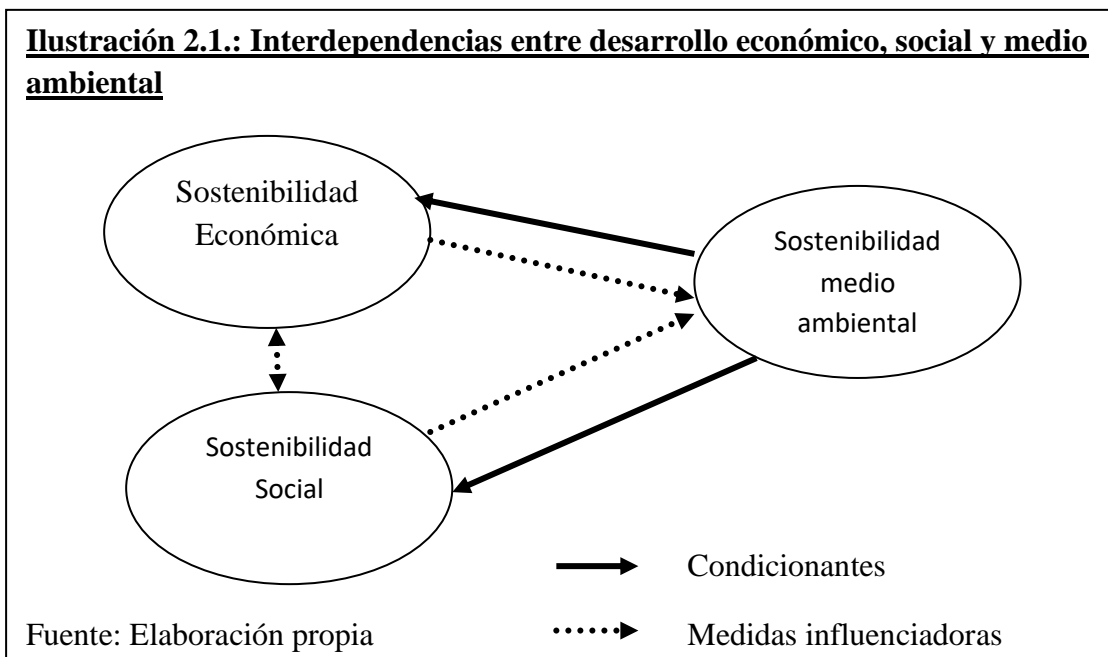 Ilustración 2.1.: Interdependencias entre desarrollo económico, social y medio
ambiental
Sostenibilidad
Económica
Sostenibilidad
medio
ambiental
Sostenibilidad
Social
Condicionantes
Fuente: Elaboración propia
Medidas influenciadoras